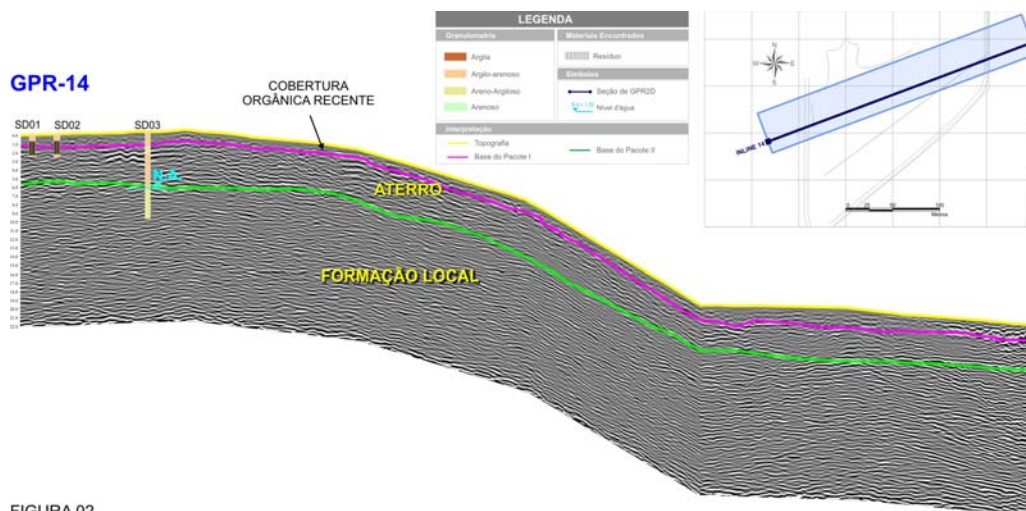 GPR-14
COBERTURA
ORGÂNICA RECENTE
SD01
SD02
SD03
N.A.
ATERRO
FORMAÇÃO LOCAL
LEGENDA
Granulometria
Argila
Argilo-arenoso
Areno-Argiloso
Arenoso
Materiais Encontrados
Resíduo
Símbolos
Seção de GPR2D
Nível d'água
Interpretação
Topografia
Base do Pacote I
Base do Pacote II
N
W
E
S
INLINE 14
Metros
FIGURA 02